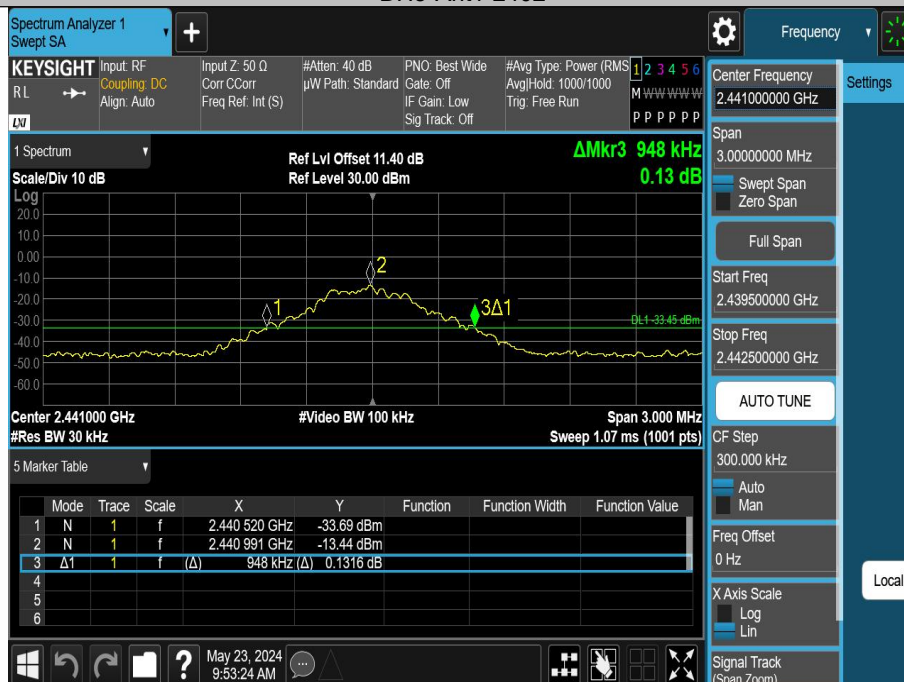 Spectrum Analyzer 1
Swept SA
+
Frequency
KEYSIGHT
RL
LXI
Input: RF
Coupling: DC
Align: Auto
Input Z: 50 Ω
Corr CCorr
Freq Ref: Int (S)
#Atten: 40 dB
µW Path: Standard
PNO: Best Wide
Gate: Off
IF Gain: Low
Sig Track: Off
#Avg Type: Power (RMS
Avg|Hold: 1000/1000
Trig: Free Run
1 2 3 4 5 6
M W W W W W
P P P P P P
1 Spectrum
Scale/Div 10 dB
Ref Lvl Offset 11.40 dB
Ref Level 30.00 dBm
ΔMkr3 948 kHz
0.13 dB
Log
20.0
10.0
0.00
-10.0
-20.0
-30.0
-40.0
-50.0
-60.0
1
2
3Δ1
DL1 -33.45 dBm
Center 2.441000 GHz
#Video BW 100 kHz
Span 3.000 MHz
#Res BW 30 kHz
Sweep 1.07 ms (1001 pts)
5 Marker Table
Mode Trace Scale X Y Function Function Width Function Value
1 N 1 f 2.440 520 GHz -33.69 dBm
2 N 1 f 2.440 991 GHz -13.44 dBm
3 Δ1 1 f (Δ) 948 kHz (Δ) 0.1316 dB
4
5
6
?
May 23, 2024
9:53:24 AM
Center Frequency
2.441000000 GHz
Span
3.00000000 MHz
Swept Span
Zero Span
Full Span
Start Freq
2.439500000 GHz
Stop Freq
2.442500000 GHz
AUTO TUNE
CF Step
300.000 kHz
Auto
Man
Freq Offset
0 Hz
X Axis Scale
Log
Lin
Signal Track
(Span Zoom)
Settings
Local